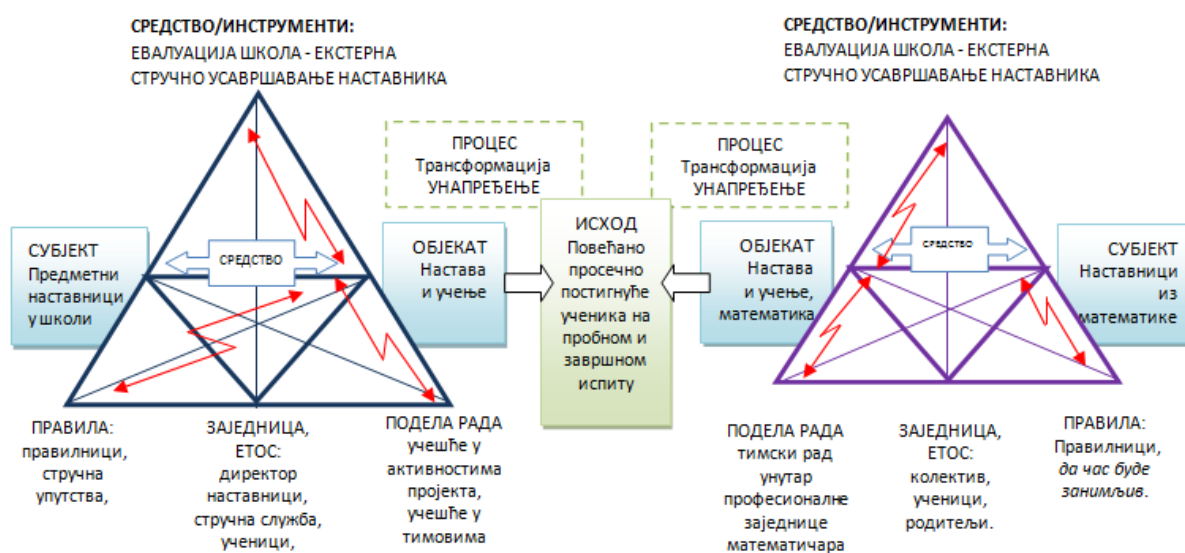 СРЕДСТВО/ИНСТРУМЕНТИ:
ЕВАЛУАЦИЈА ШКОЛА - ЕКСТЕРНА
СТРУЧНО УСАВРШАВАЊЕ НАСТАВНИКА
СРЕДСТВО/ИНСТРУМЕНТИ:
ЕВАЛУАЦИЈА ШКОЛА - ЕКСТЕРНА
СТРУЧНО УСАВРШАВАЊЕ НАСТАВНИКА
ПРОЦЕС
Трансформација
УНАПРЕЂЕЊЕ
ПРОЦЕС
Трансформација
УНАПРЕЂЕЊЕ
СУБЈЕКТ
Предметни
наставници
у школи
СРЕДСТВО
ОБЈЕКАТ
Настава
и учење
ИСХОД
Повећано
просечно
постигнуће
ученика на
пробном и
завршном
испиту
ОБЈЕКАТ
Настава
и учење,
математика
СРЕДСТВО
СУБЈЕКТ
Наставници
из
математике
ПРАВИЛА:
правилници,
стручна
упутства,
ЗАЈЕДНИЦА,
ЕТОС:
директор
наставници,
стручна служба,
ученици,
ПОДЕЛА РАДА
учешће у
активностима
пројекта,
учешће у
тимовима
ПОДЕЛА РАДА
тимски рад
унутар
професионалне
заједнице
математичара
ЗАЈЕДНИЦА,
ЕТОС:
колектив,
ученици,
родитељи.
ПРАВИЛА:
Правилници,
да час буде
занимљив.